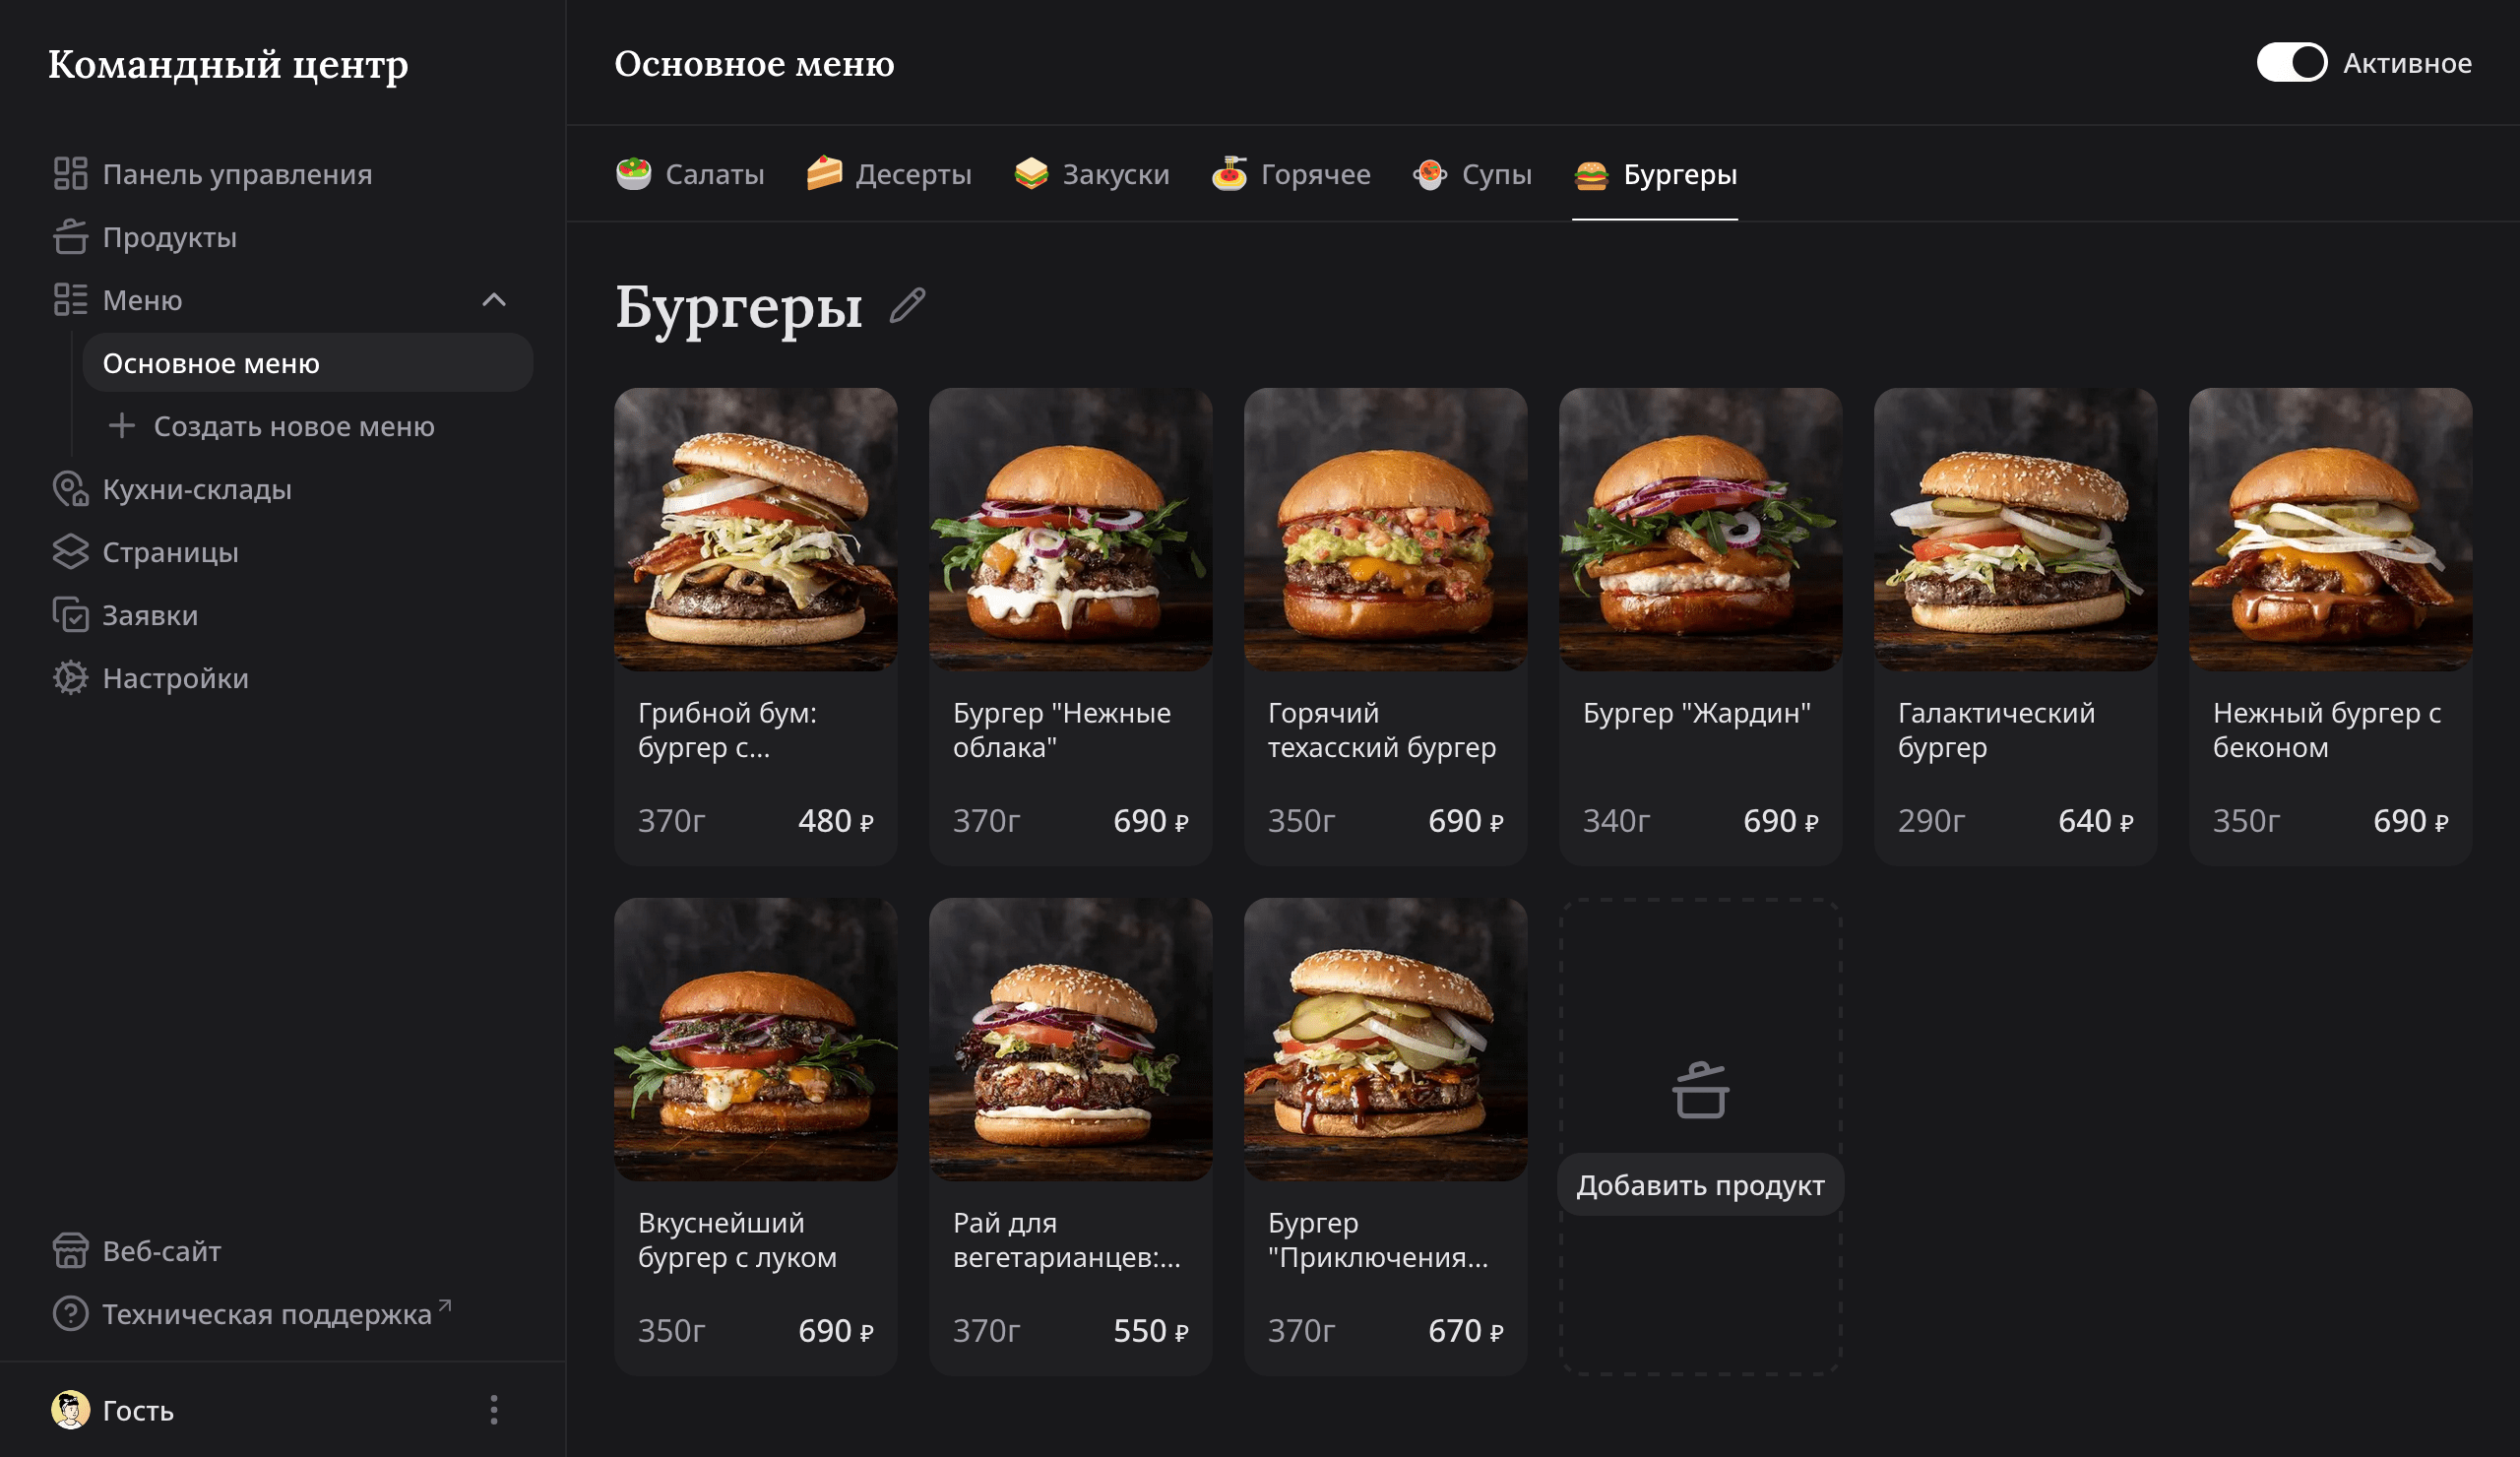 Командный центр
Панель управления
Продукты
Меню
Основное меню
Создать новое меню
Кухни-склады
Страницы
Заявки
Настройки
Веб-сайт
Техническая поддержка
Гость
Основное меню
Активное
Салаты Десерты Закуски Горячее Супы Бургеры
Бургеры
Грибной бум:
бургер с...
370г 480 ₽
Бургер "Нежные
облака"
370г 690 ₽
Горячий
техасский бургер
350г 690 ₽
Бургер "Жардин"
340г 690 ₽
Галактический
бургер
290г 640 ₽
Нежный бургер с
беконом
350г 690 ₽
Вкуснейший
бургер с луком
350г 690 ₽
Рай для
вегетарианцев:...
370г 550 ₽
Бургер
"Приключения...
370г 670 ₽
Добавить продукт